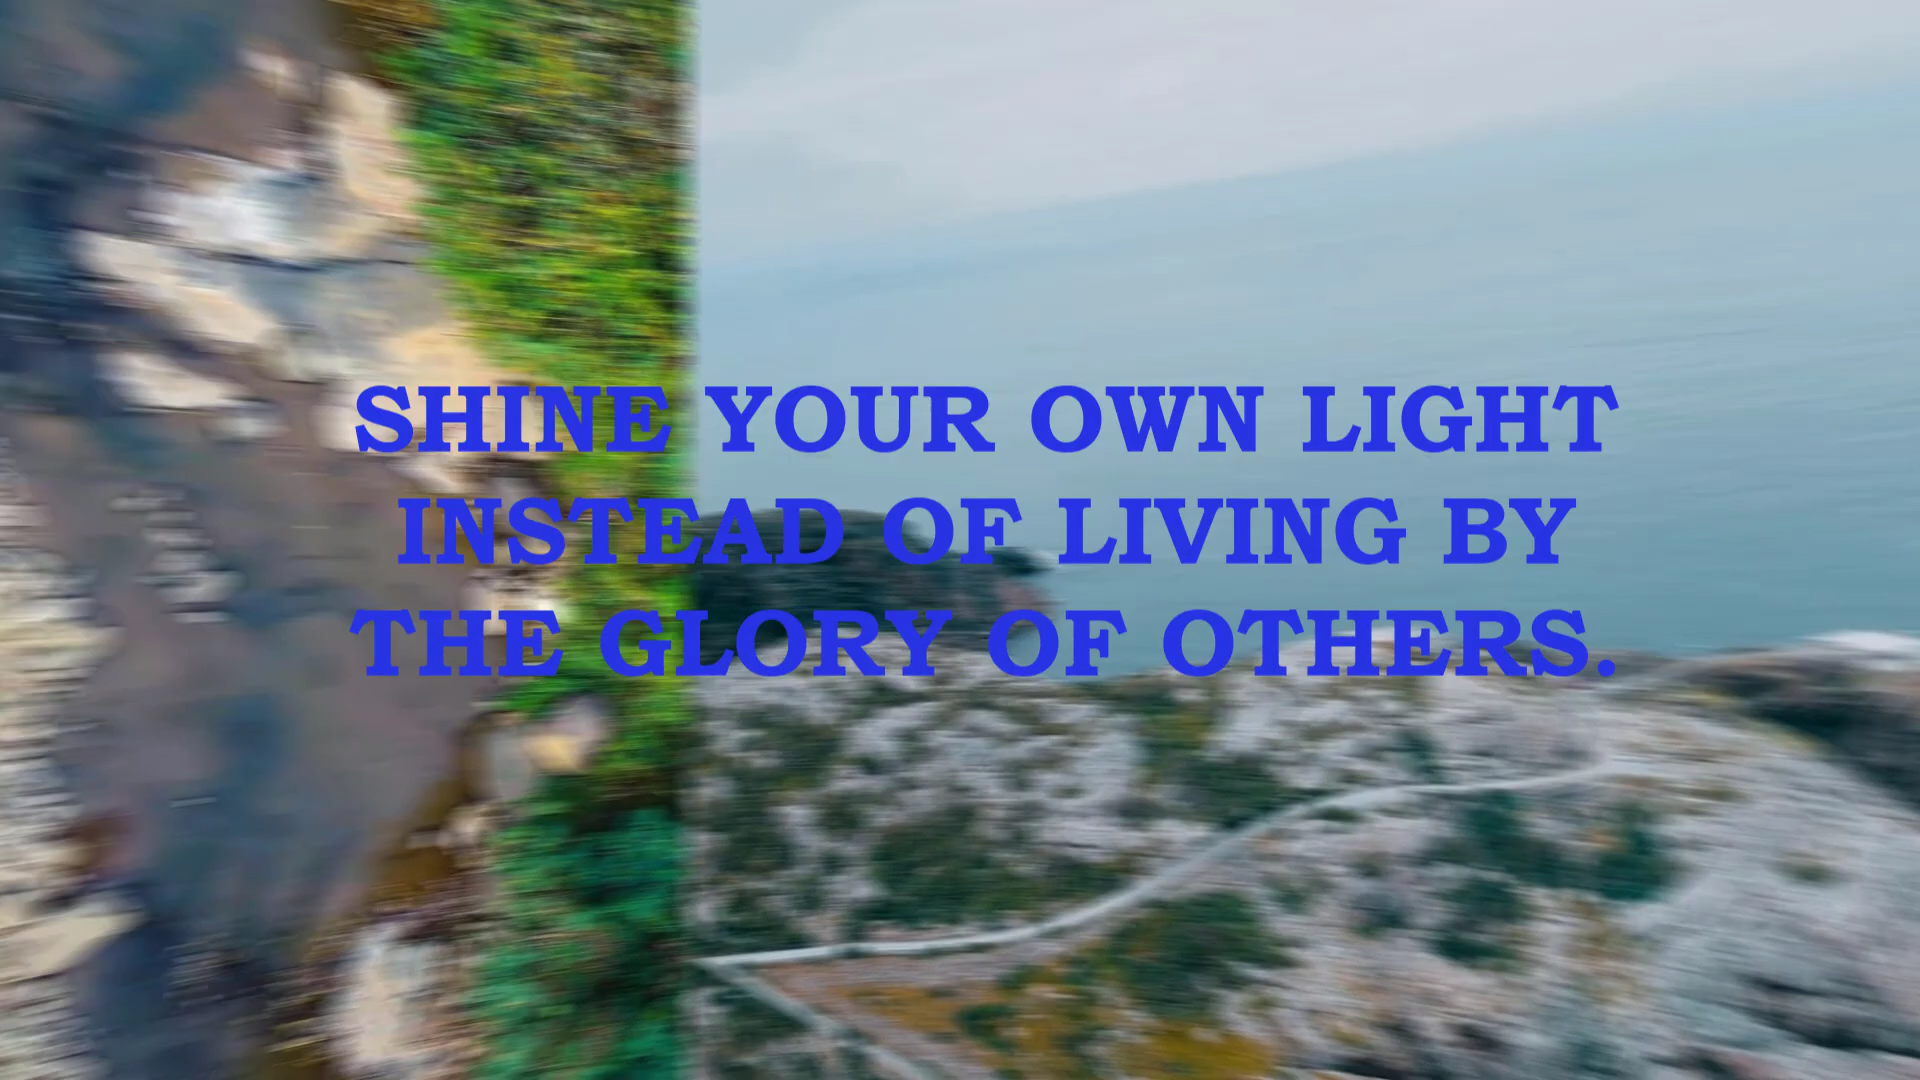 SHINE YOUR OWN LIGHT
INSTEAD OF LIVING BY
THE GLORY OF OTHERS.